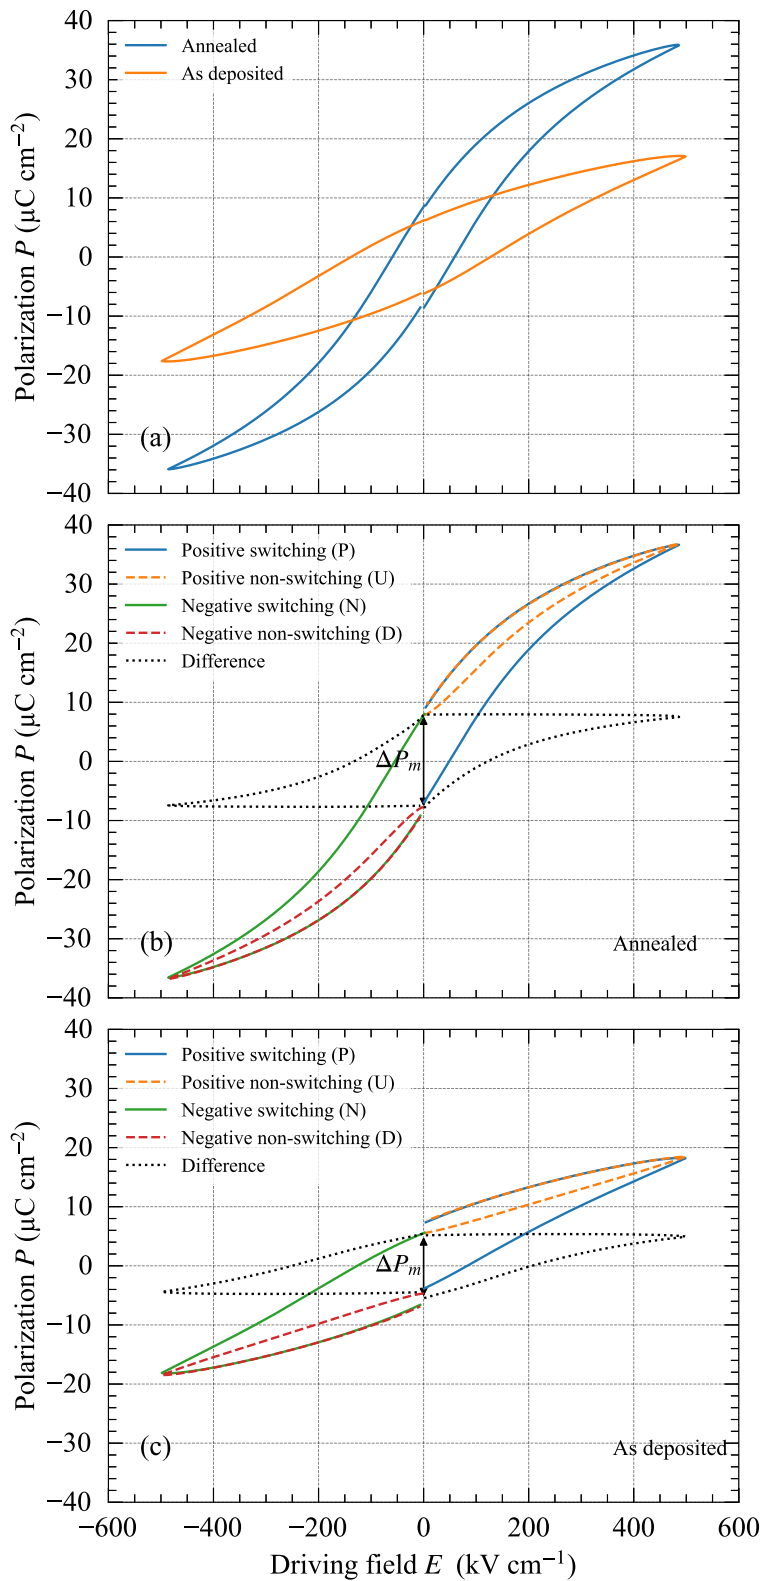 40
30
20
10
0
−10
−20
−30
−40
Polarization P (µC cm⁻²)
Annealed
As deposited
(a)
40
30
20
10
0
−10
−20
−30
−40
Polarization P (µC cm⁻²)
Positive switching (P)
Positive non-switching (U)
Negative switching (N)
Negative non-switching (D)
Difference
ΔPₘ
(b)
Annealed
40
30
20
10
0
−10
−20
−30
−40
Polarization P (µC cm⁻²)
Positive switching (P)
Positive non-switching (U)
Negative switching (N)
Negative non-switching (D)
Difference
ΔPₘ
(c)
As deposited
−600 −400 −200 0 200 400 600
Driving field E (kV cm⁻¹)